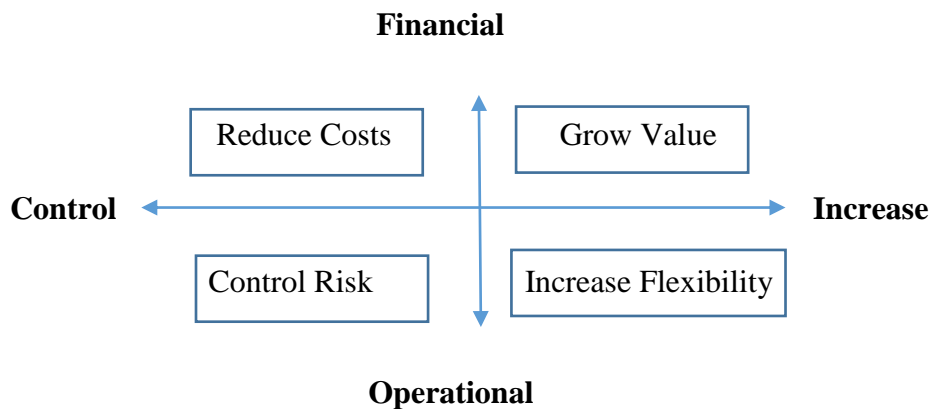 Financial
Reduce Costs
Grow Value
Control
Increase
Control Risk
Increase Flexibility
Operational